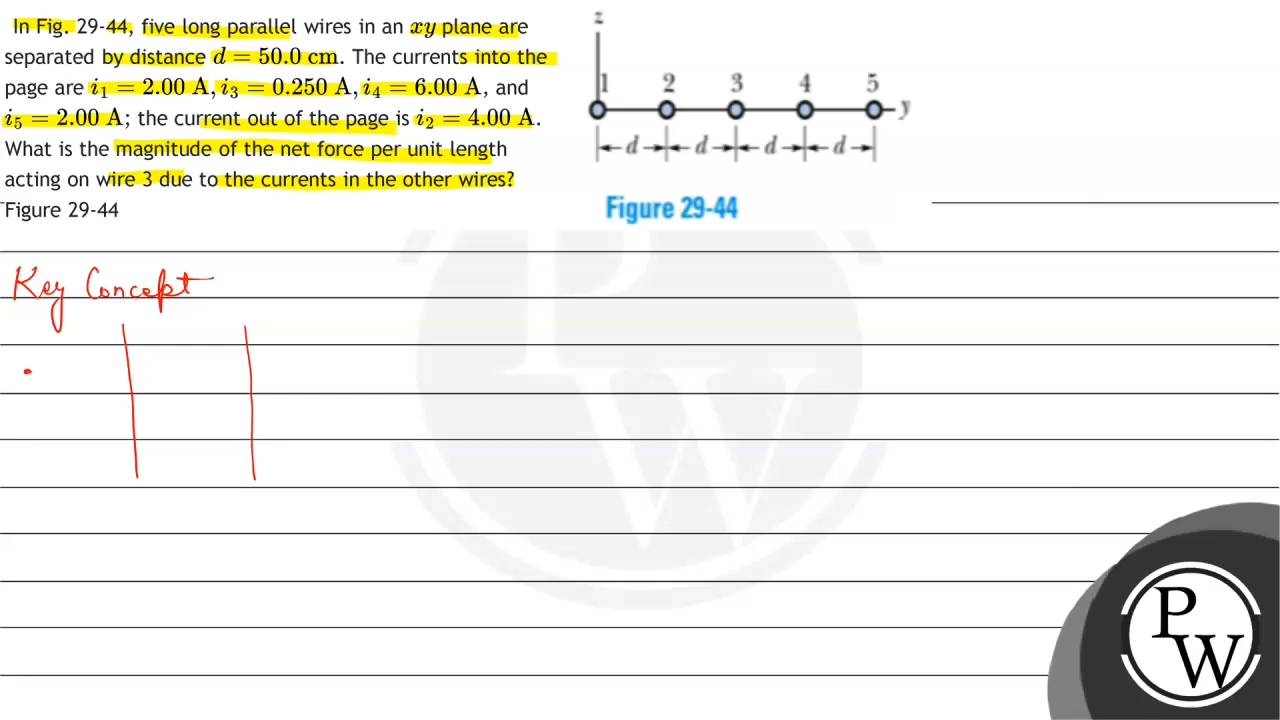 In Fig. 29-44, five long parallel wires in an xy plane are
separated by distance d = 50.0 cm. The currents into the
page are i₁ = 2.00 A, i₃ = 0.250 A, i₄ = 6.00 A, and
i₅ = 2.00 A; the current out of the page is i₂ = 4.00 A.
What is the magnitude of the net force per unit length
acting on wire 3 due to the currents in the other wires?
Figure 29-44
z
1 2 3 4 5
y
d d d d
Figure 29-44
Key Concept
PW
PW